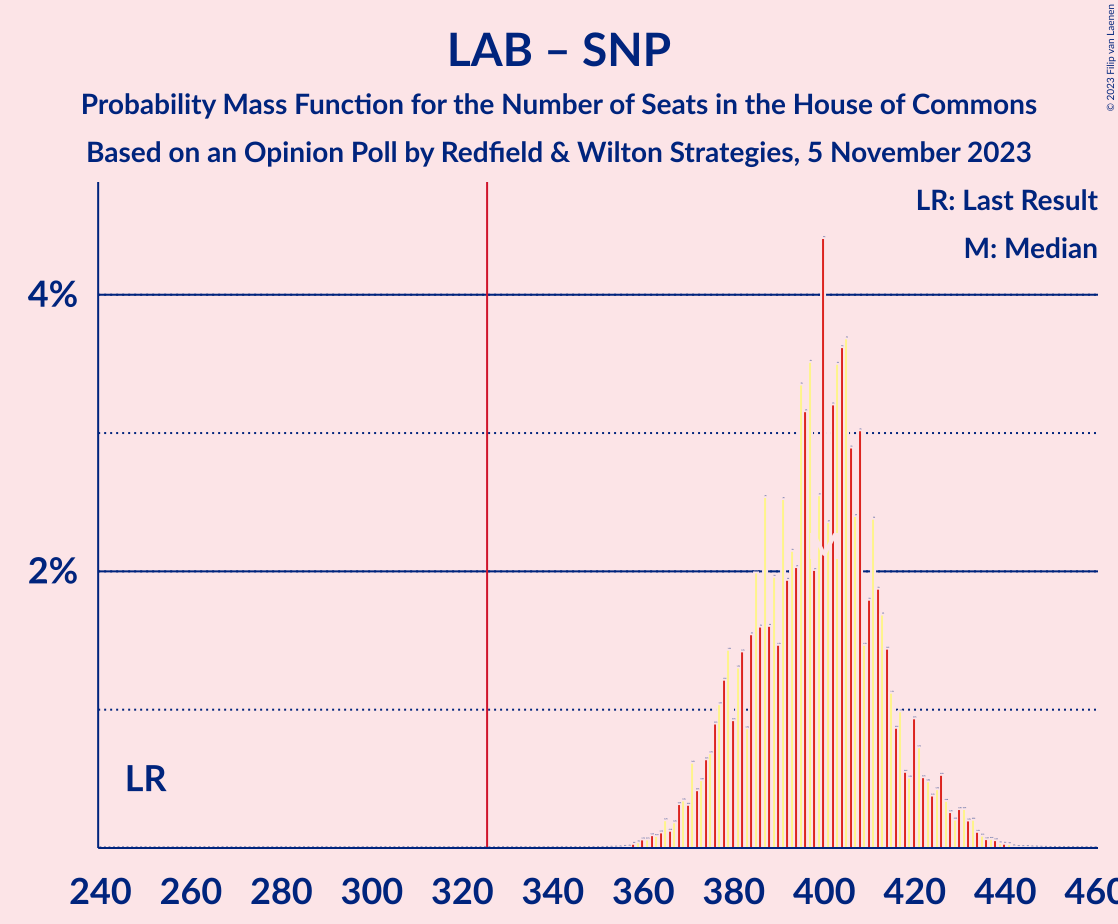 LAB – SNP
Probability Mass Function for the Number of Seats in the House of Commons
Based on an Opinion Poll by Redfield & Wilton Strategies, 5 November 2023
© 2023 Filip van Laenen
LR: Last Result
M: Median
4%
2%
LR
240 260 280 300 320 340 360 380 400 420 440 460